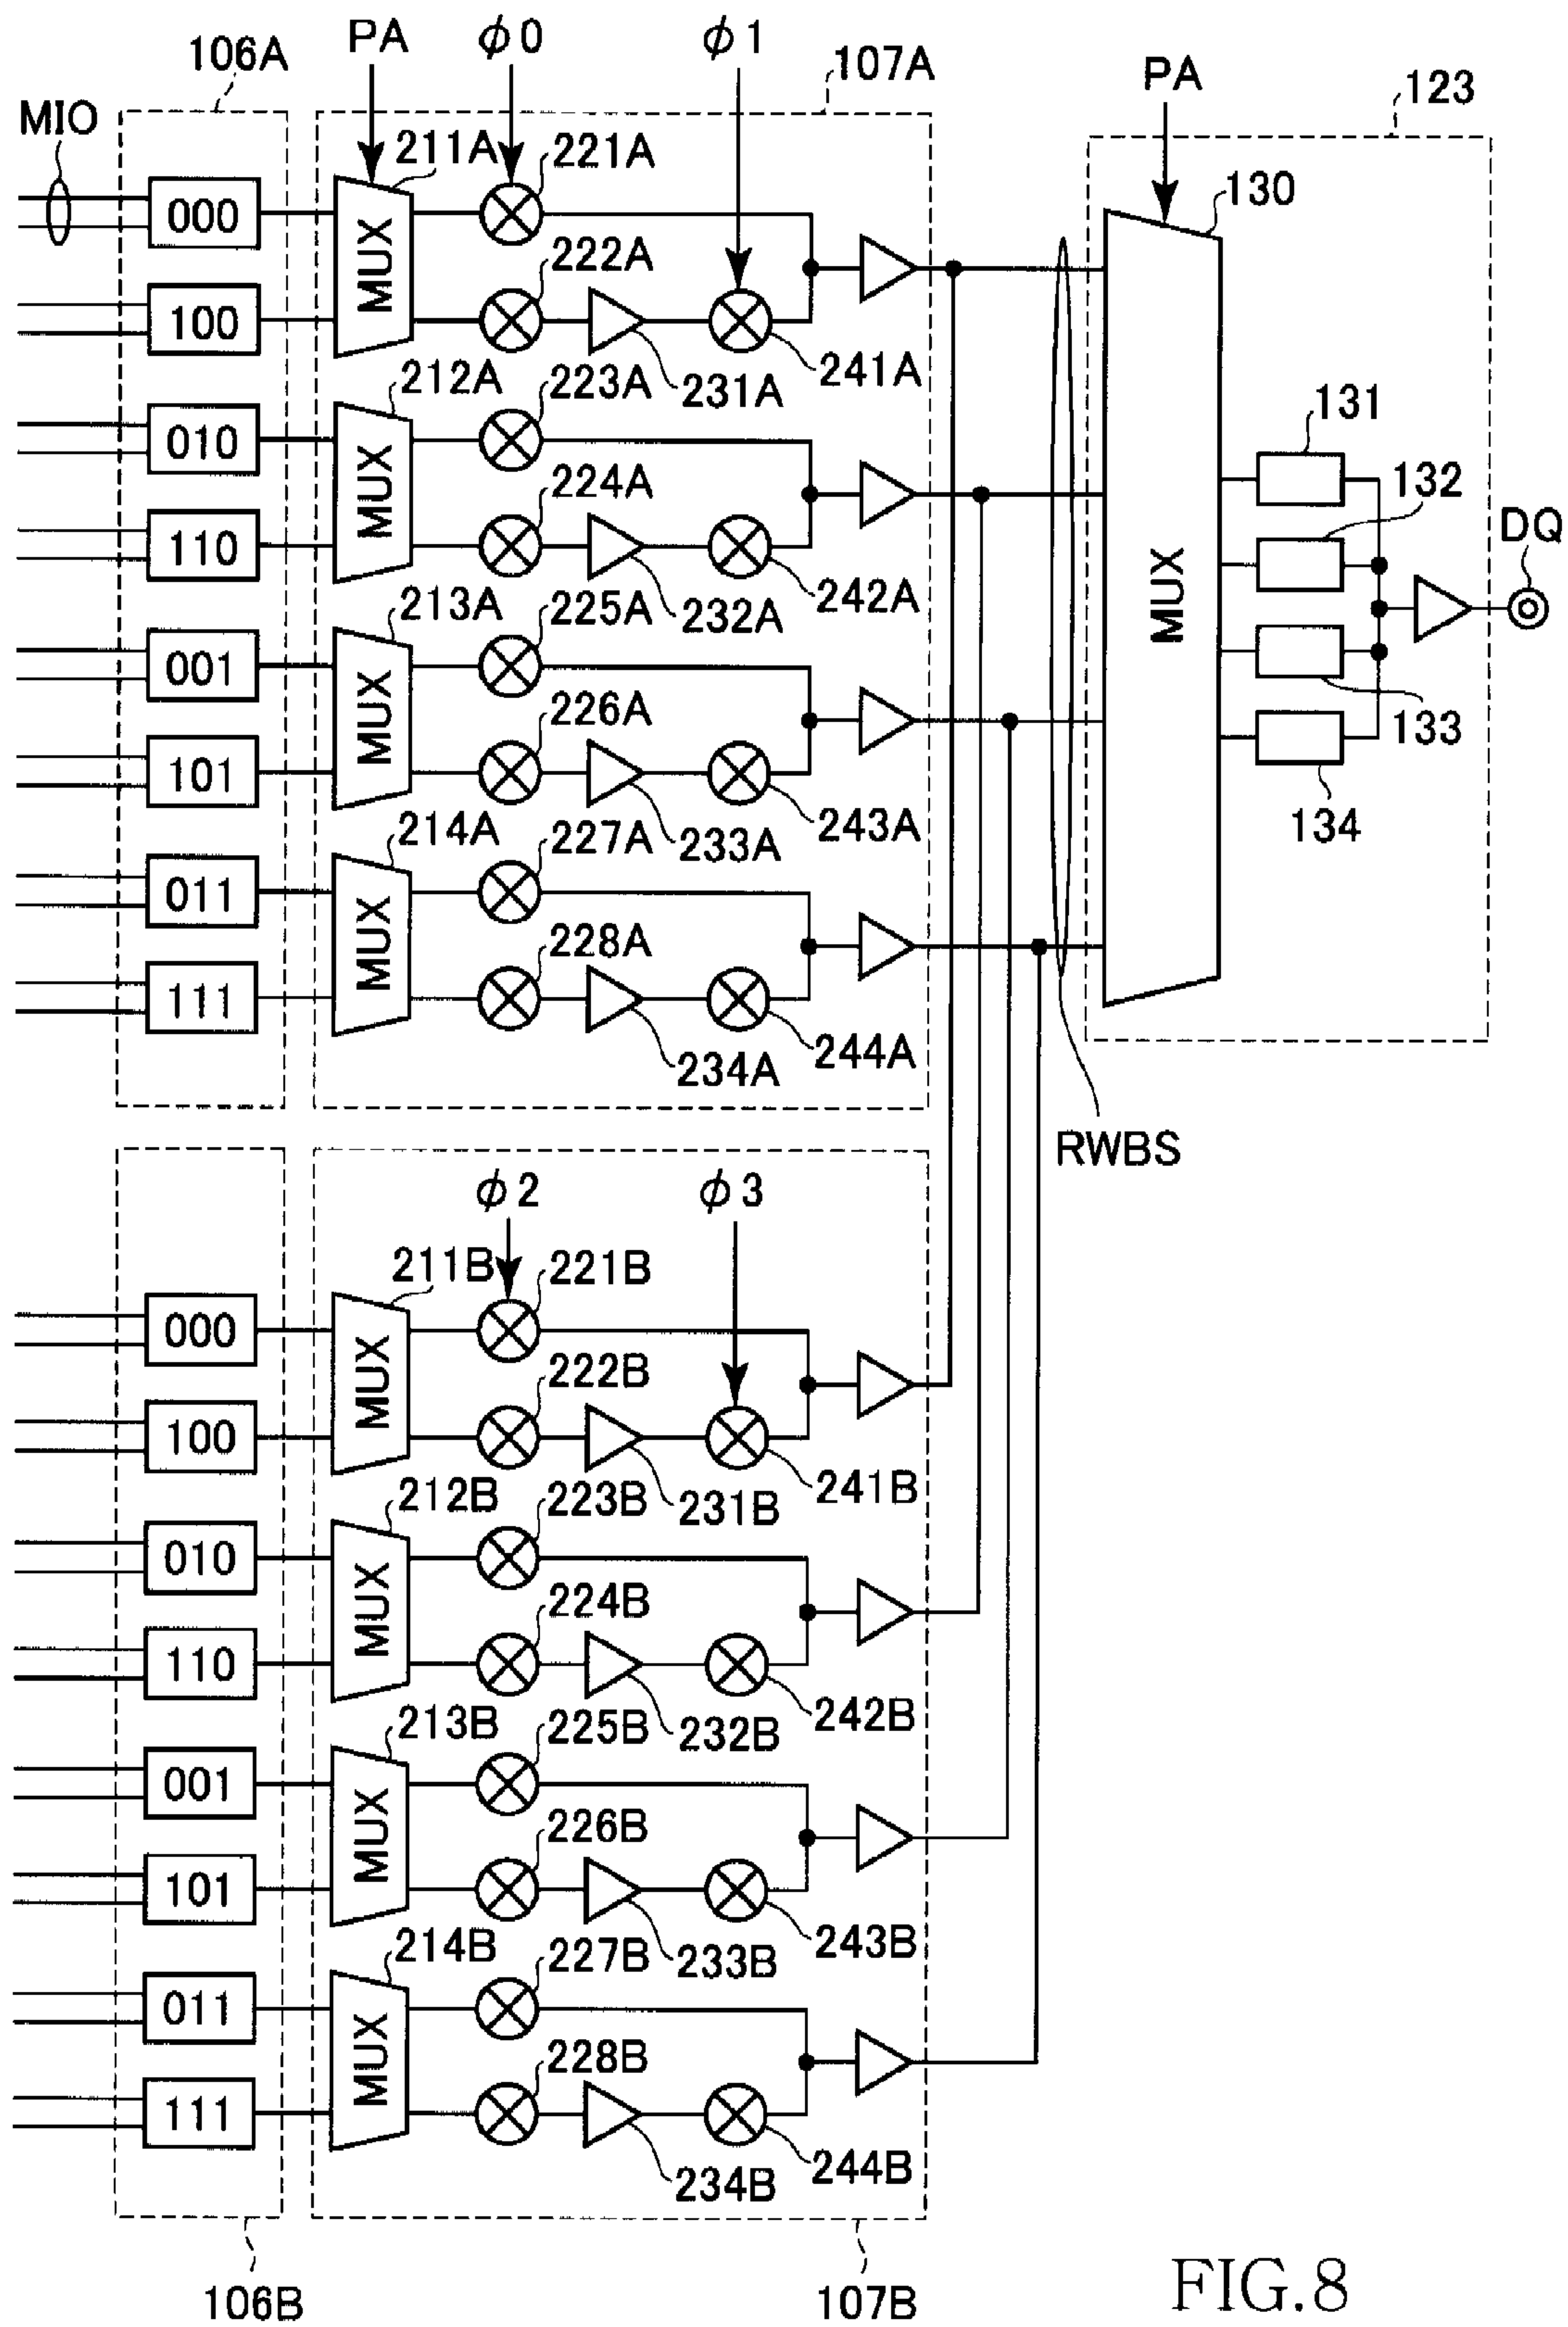 PA
φ0
φ1
106A
107A
PA
123
MIO
211A
221A
130
000
MUX
222A
100
241A
212A
223A
231A
131
010
MUX
224A
132
DQ
110
242A
MUX
213A
225A
232A
001
MUX
226A
133
101
243A
134
214A
227A
233A
011
MUX
228A
111
244A
234A
RWBS
φ2
φ3
211B
221B
000
MUX
222B
100
241B
212B
223B
231B
010
MUX
224B
110
242B
213B
225B
232B
001
MUX
226B
101
243B
214B
227B
233B
011
MUX
228B
111
244B
234B
106B
107B
FIG.8